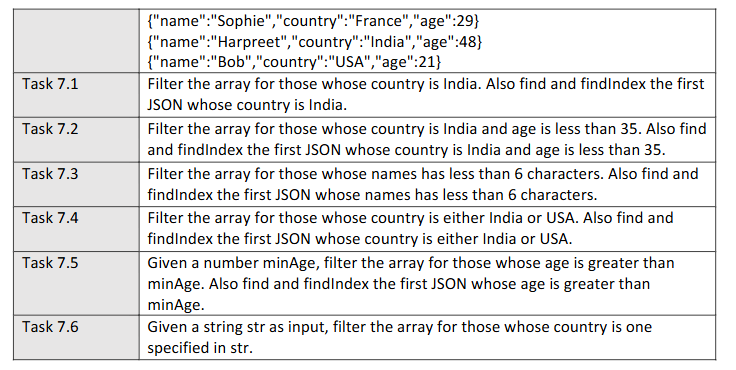 {"name":"Sophie","country":"France","age":29}
{"name":"Harpreet","country":"India","age":48}
{"name":"Bob","country":"USA","age":21}
Task 7.1
Filter the array for those whose country is India. Also find and findIndex the first
JSON whose country is India.
Task 7.2
Filter the array for those whose country is India and age is less than 35. Also find
and findIndex the first JSON whose country is India and age is less than 35.
Task 7.3
Filter the array for those whose names has less than 6 characters. Also find and
findIndex the first JSON whose names has less than 6 characters.
Task 7.4
Filter the array for those whose country is either India or USA. Also find and
findIndex the first JSON whose country is either India or USA.
Task 7.5
Given a number minAge, filter the array for those whose age is greater than
minAge. Also find and findIndex the first JSON whose age is greater than
minAge.
Task 7.6
Given a string str as input, filter the array for those whose country is one
specified in str.